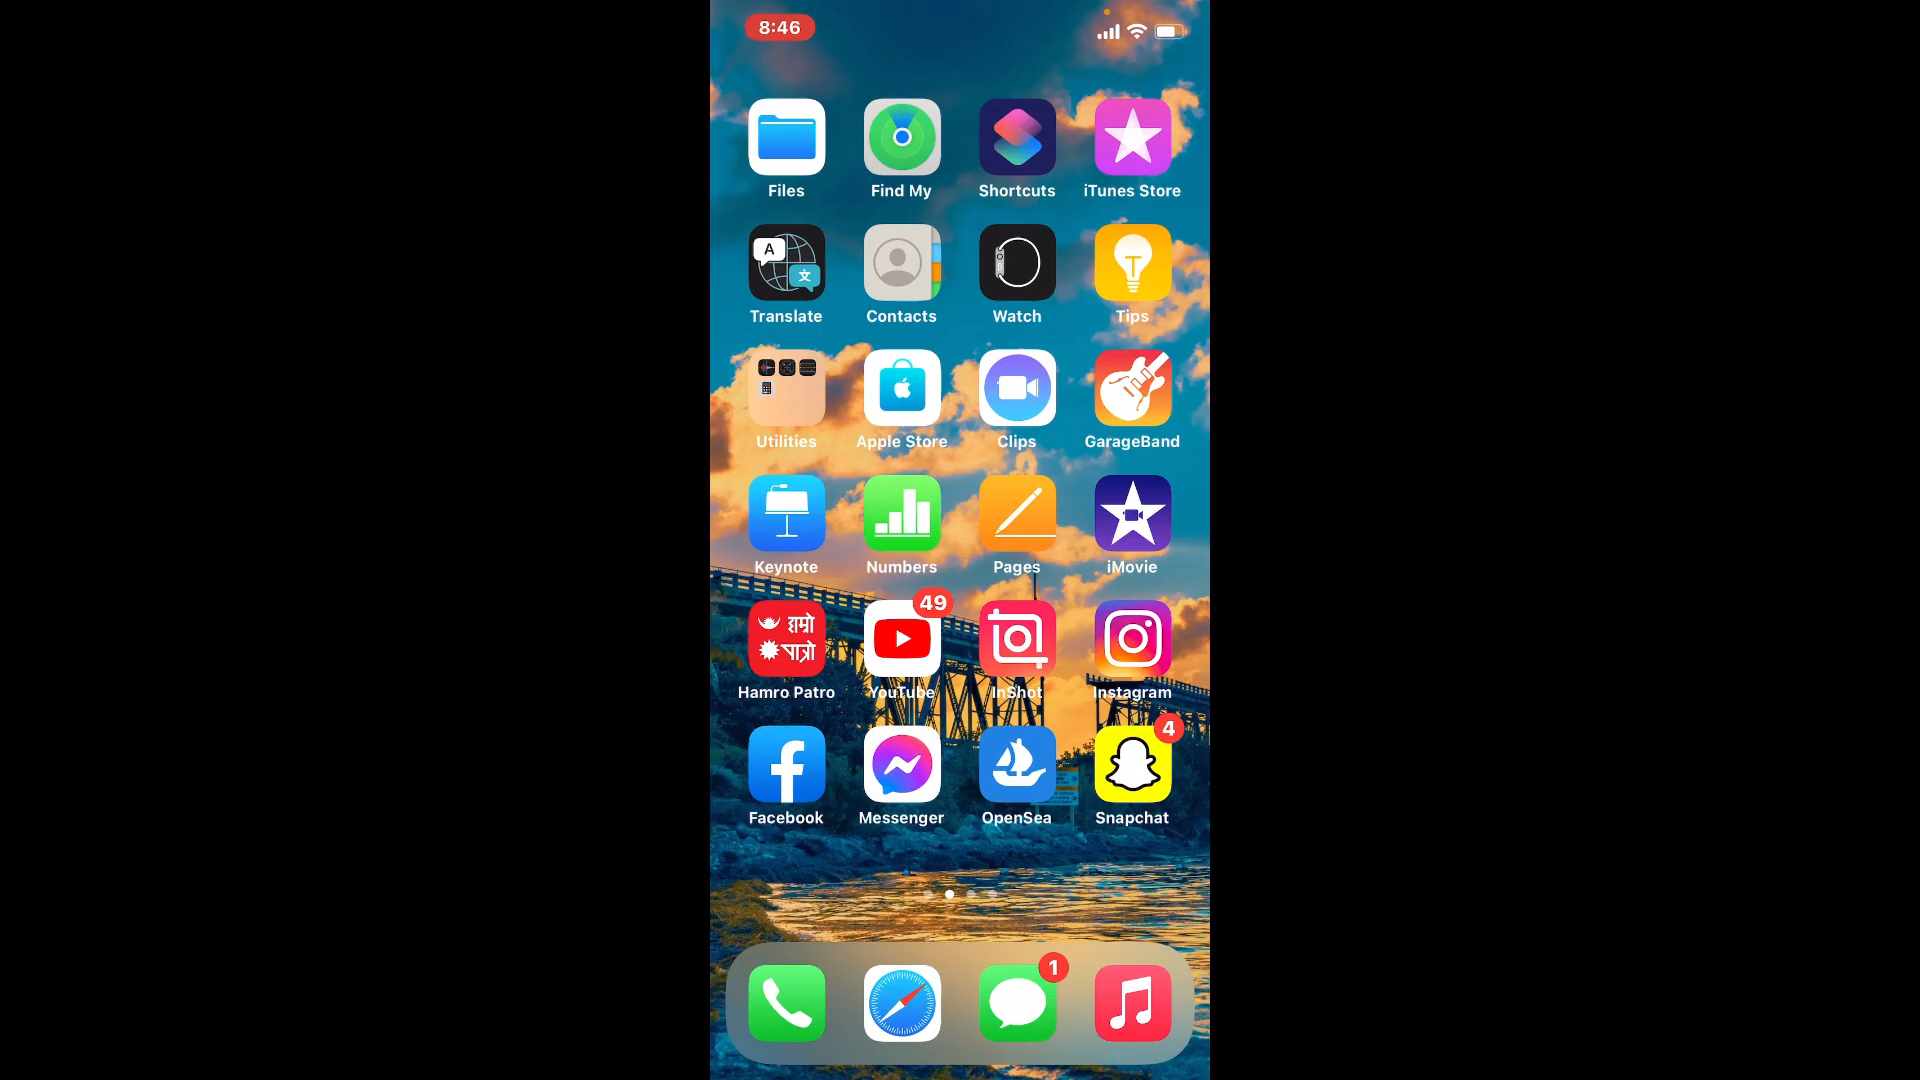 8:46
Files Find My Shortcuts iTunes Store
A 文
Translate Contacts Watch Tips
Utilities Apple Store Clips GarageBand
Keynote Numbers Pages iMovie
49
हाम्रो
पात्रो
Hamro Patro YouTube InShot Instagram
4
Facebook Messenger OpenSea Snapchat
1